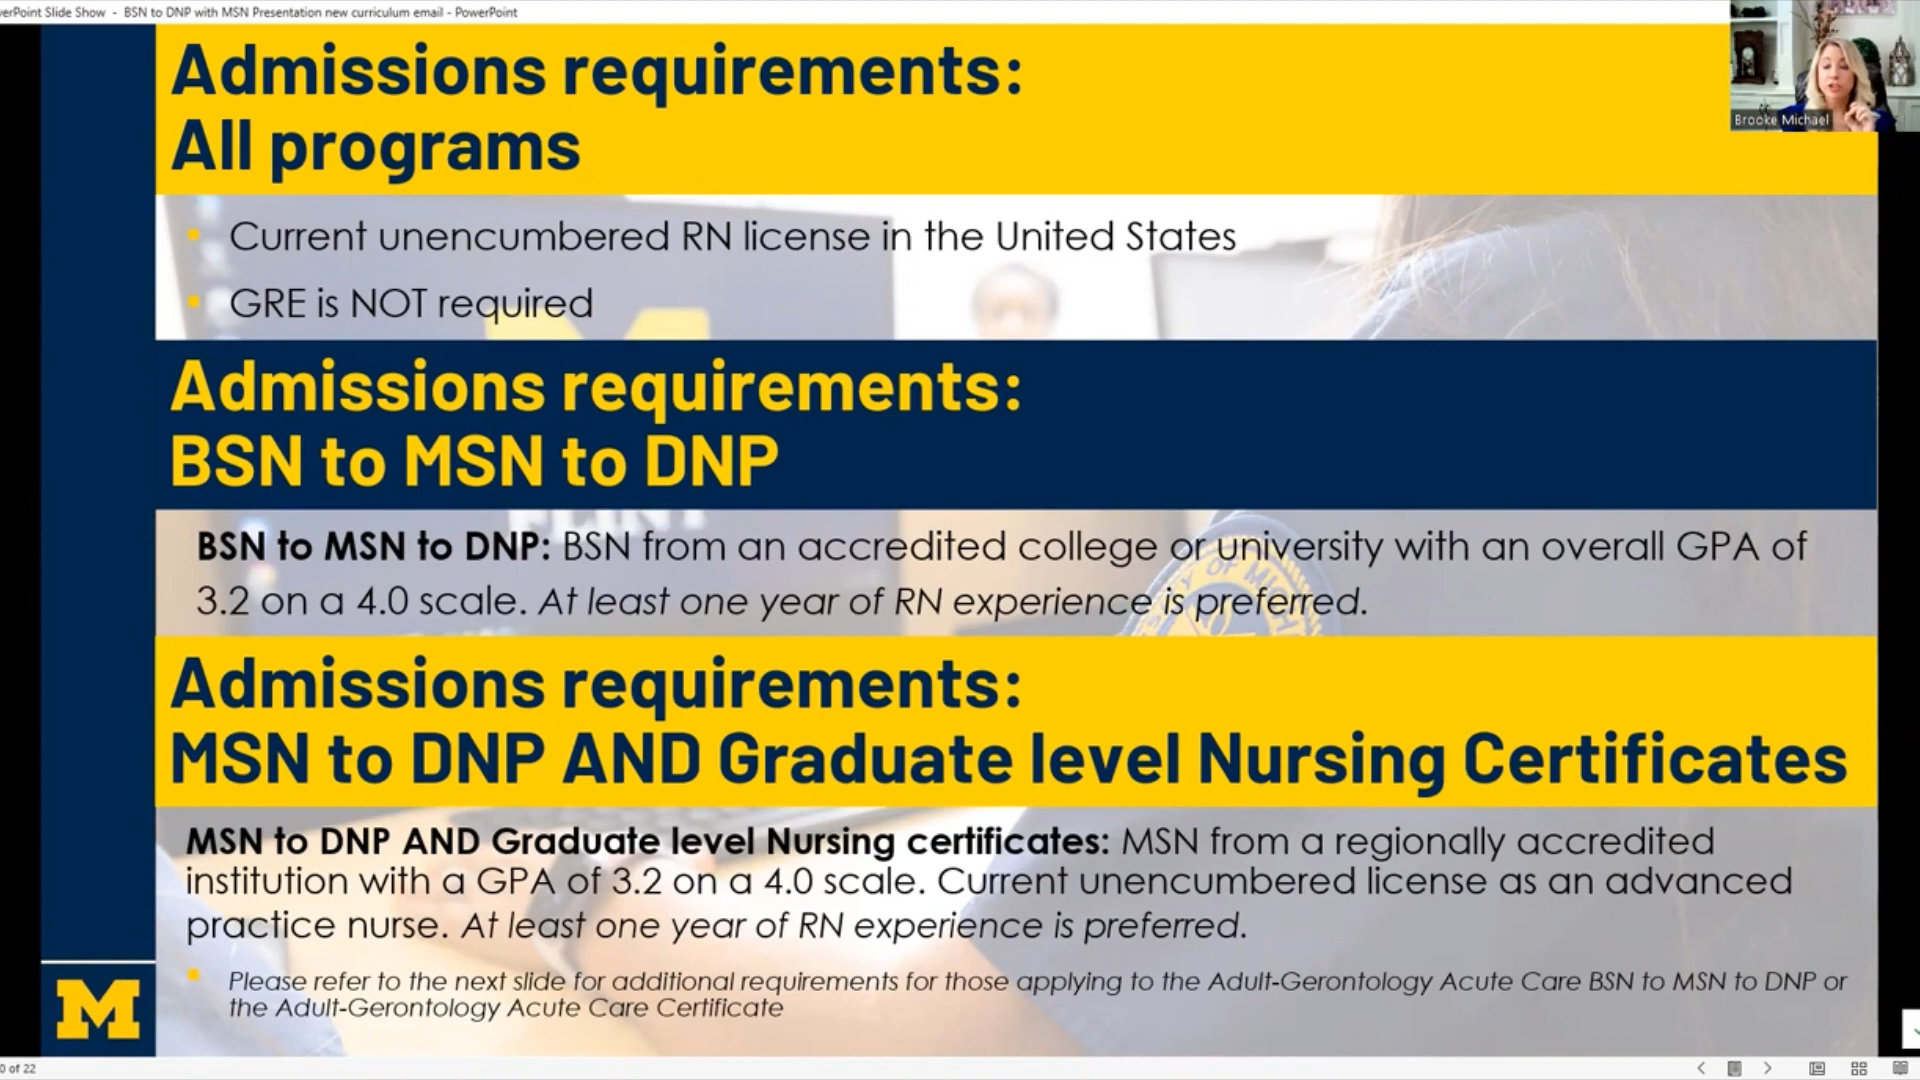 PowerPoint Slide Show - BSN to DNP with MSN Presentation new curriculum email - PowerPoint
Brooke Michael
Admissions requirements:
All programs
Current unencumbered RN license in the United States
GRE is NOT required
Admissions requirements:
BSN to MSN to DNP
FLINT
BSN to MSN to DNP: BSN from an accredited college or university with an overall GPA of
3.2 on a 4.0 scale. At least one year of RN experience is preferred.
Admissions requirements:
MSN to DNP AND Graduate level Nursing Certificates
MSN to DNP AND Graduate level Nursing certificates: MSN from a regionally accredited
institution with a GPA of 3.2 on a 4.0 scale. Current unencumbered license as an advanced
practice nurse. At least one year of RN experience is preferred.
Please refer to the next slide for additional requirements for those applying to the Adult-Gerontology Acute Care BSN to MSN to DNP or
the Adult-Gerontology Acute Care Certificate
M
0 of 22